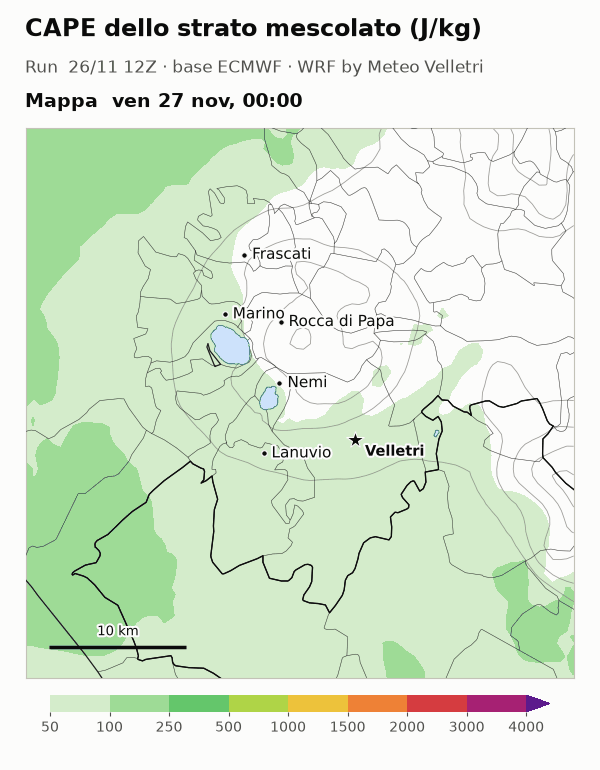 CAPE dello strato mescolato (J/kg)
Run  26/11 12Z · base ECMWF · WRF by Meteo Velletri
Mappa  ven 27 nov, 00:00
Frascati
Marino
Rocca di Papa
Nemi
Velletri
Lanuvio
10 km
50 100 250 500 1000 1500 2000 3000 4000